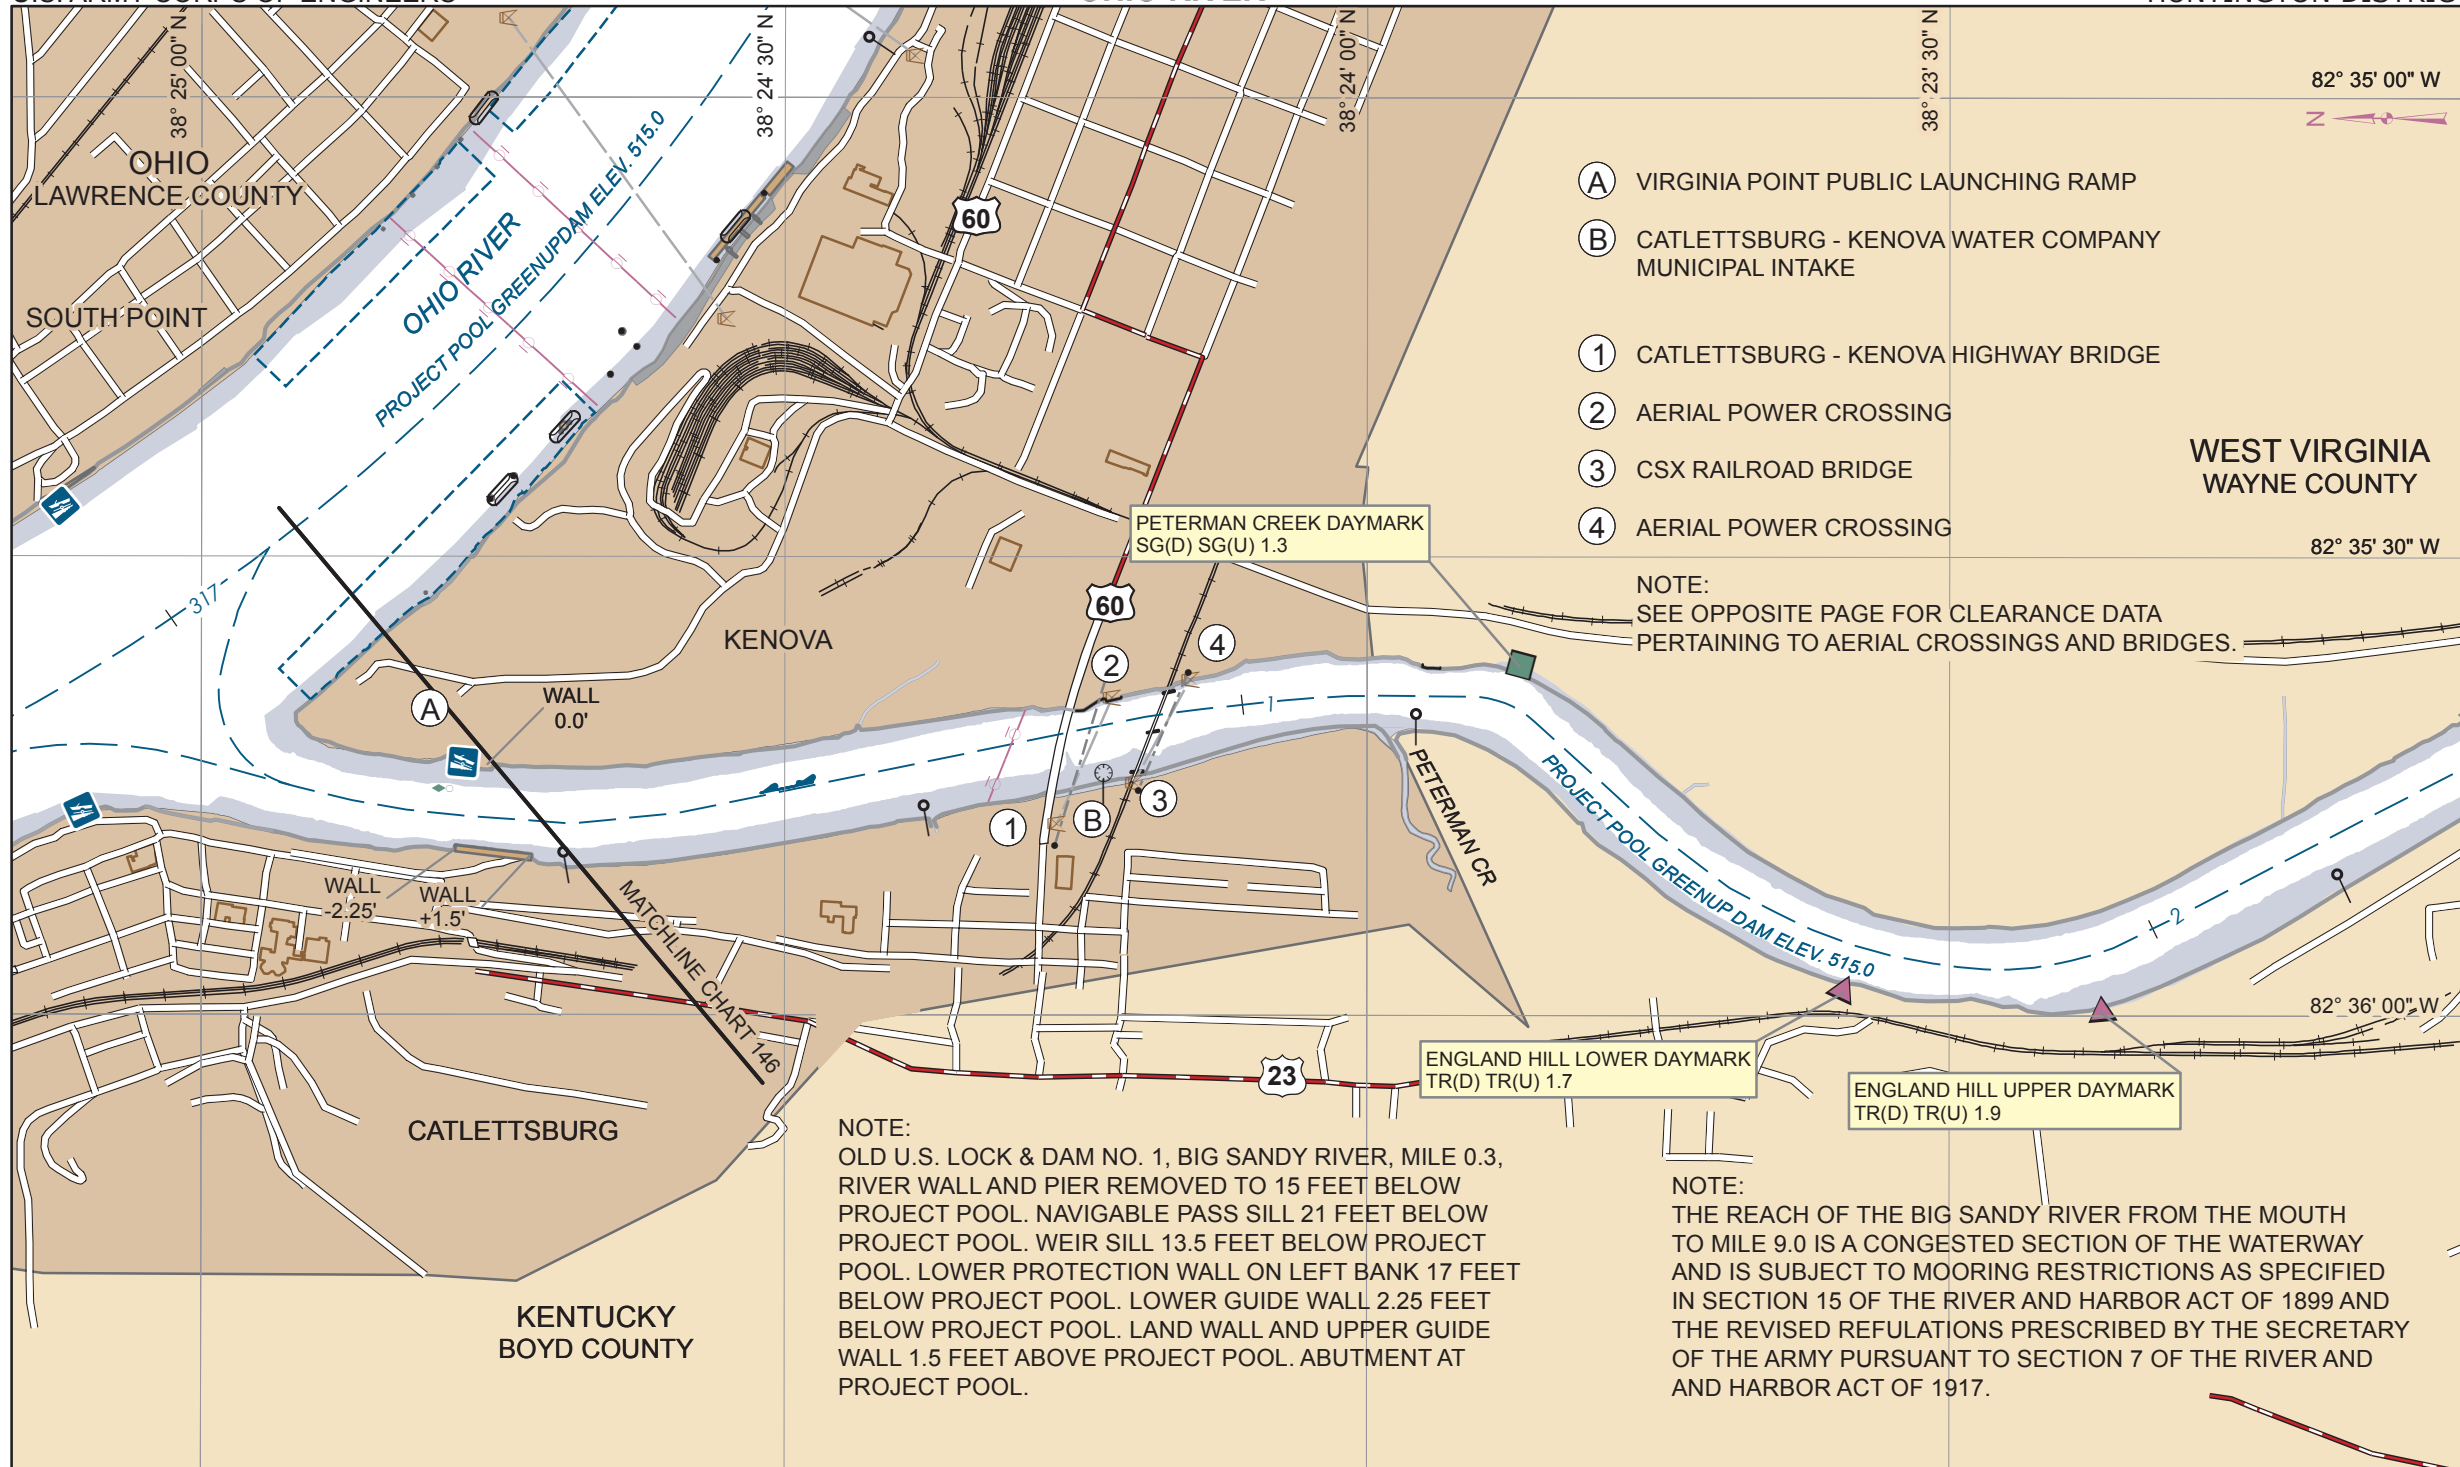 38° 25' 00" N
38° 24' 30" N
38° 24' 00" N
38° 23' 30" N
82° 35' 00" W
N
OHIO
LAWRENCE COUNTY
SOUTH POINT
OHIO RIVER
PROJECT POOL GREENUPDAM ELEV. 515.0
60
A VIRGINIA POINT PUBLIC LAUNCHING RAMP
B CATLETTSBURG - KENOVA WATER COMPANY
MUNICIPAL INTAKE
1 CATLETTSBURG - KENOVA HIGHWAY BRIDGE
2 AERIAL POWER CROSSING
3 CSX RAILROAD BRIDGE
4 AERIAL POWER CROSSING
WEST VIRGINIA
WAYNE COUNTY
82° 35' 30" W
PETERMAN CREEK DAYMARK
SG(D) SG(U) 1.3
NOTE:
SEE OPPOSITE PAGE FOR CLEARANCE DATA
PERTAINING TO AERIAL CROSSINGS AND BRIDGES.
317
60
KENOVA
4
2
A
WALL
0.0'
1
3
B
1
PETERMAN CR
PROJECT POOL GREENUP DAM ELEV. 515.0
2
WALL
-2.25'
WALL
+1.5'
MATCHLINE CHART 146
82° 36' 00" W
23
ENGLAND HILL LOWER DAYMARK
TR(D) TR(U) 1.7
ENGLAND HILL UPPER DAYMARK
TR(D) TR(U) 1.9
CATLETTSBURG
KENTUCKY
BOYD COUNTY
NOTE:
OLD U.S. LOCK & DAM NO. 1, BIG SANDY RIVER, MILE 0.3,
RIVER WALL AND PIER REMOVED TO 15 FEET BELOW
PROJECT POOL. NAVIGABLE PASS SILL 21 FEET BELOW
PROJECT POOL. WEIR SILL 13.5 FEET BELOW PROJECT
POOL. LOWER PROTECTION WALL ON LEFT BANK 17 FEET
BELOW PROJECT POOL. LOWER GUIDE WALL 2.25 FEET
BELOW PROJECT POOL. LAND WALL AND UPPER GUIDE
WALL 1.5 FEET ABOVE PROJECT POOL. ABUTMENT AT
PROJECT POOL.
NOTE:
THE REACH OF THE BIG SANDY RIVER FROM THE MOUTH
TO MILE 9.0 IS A CONGESTED SECTION OF THE WATERWAY
AND IS SUBJECT TO MOORING RESTRICTIONS AS SPECIFIED
IN SECTION 15 OF THE RIVER AND HARBOR ACT OF 1899 AND
THE REVISED REFULATIONS PRESCRIBED BY THE SECRETARY
OF THE ARMY PURSUANT TO SECTION 7 OF THE RIVER AND
AND HARBOR ACT OF 1917.